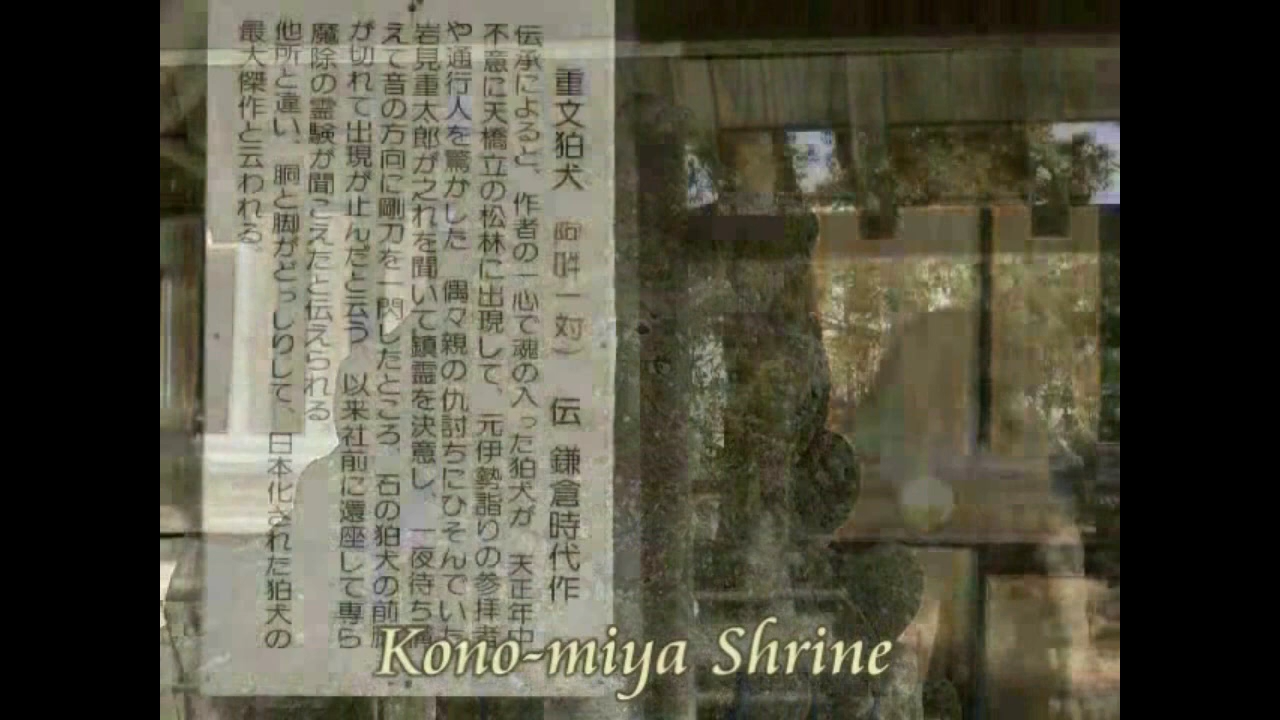 重文狛犬（阿吽一対） 伝 鎌倉時代作
伝承によると、作者の一心で魂の入った狛犬が、天正年中
不意に天橋立の松林に出現して、元伊勢詣りの参拝者
や通行人を驚かした 偶々親の仇討ちにひそんでいた
岩見重太郎が之れを聞いて鎮霊を決意し、一夜待ち構
えて音の方向に剛刀を一閃したところ、石の狛犬の前脚
が切れて出現が止んだと云う 以来社前に還座して専ら
魔除の霊験が聞こえたと伝えられる
他所と違い、胴と脚がどっしりして、日本化された狛犬の
最大傑作と云われる
Kono-miya Shrine